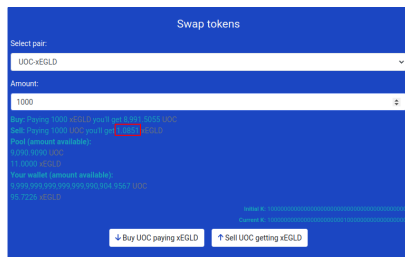 Swap tokens
Select pair:
UOC-xEGLD
Amount:
1000
Buy: Paying 1000 xEGLD you'll get 8,991.5055 UOC
Sell: Paying 1000 UOC you'll get 1.0851 xEGLD
Pool (amount available):
9,090.9090 UOC
11.0000 xEGLD
Your wallet (amount available):
9,999,999,999,999,990,904.9567 UOC
95.7226 xEGLD
Initial K:
Current K:
Buy UOC paying xEGLD
Sell UOC getting xEGLD